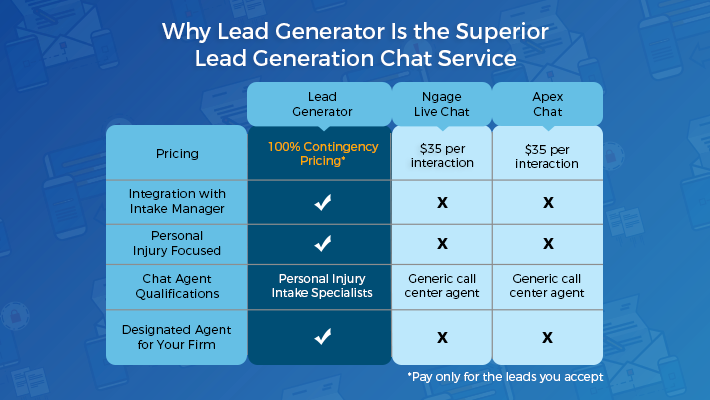 Why Lead Generator Is the Superior
Lead Generation Chat Service
Lead
Generator
Ngage
Live Chat
Apex
Chat
Pricing
100% Contingency
Pricing*
$35 per
interaction
$35 per
interaction
Integration with
Intake Manager
X
X
Personal
Injury Focused
X
X
Chat Agent
Qualifications
Personal Injury
Intake Specialists
Generic call
center agent
Generic call
center agent
Designated Agent
for Your Firm
X
X
*Pay only for the leads you accept